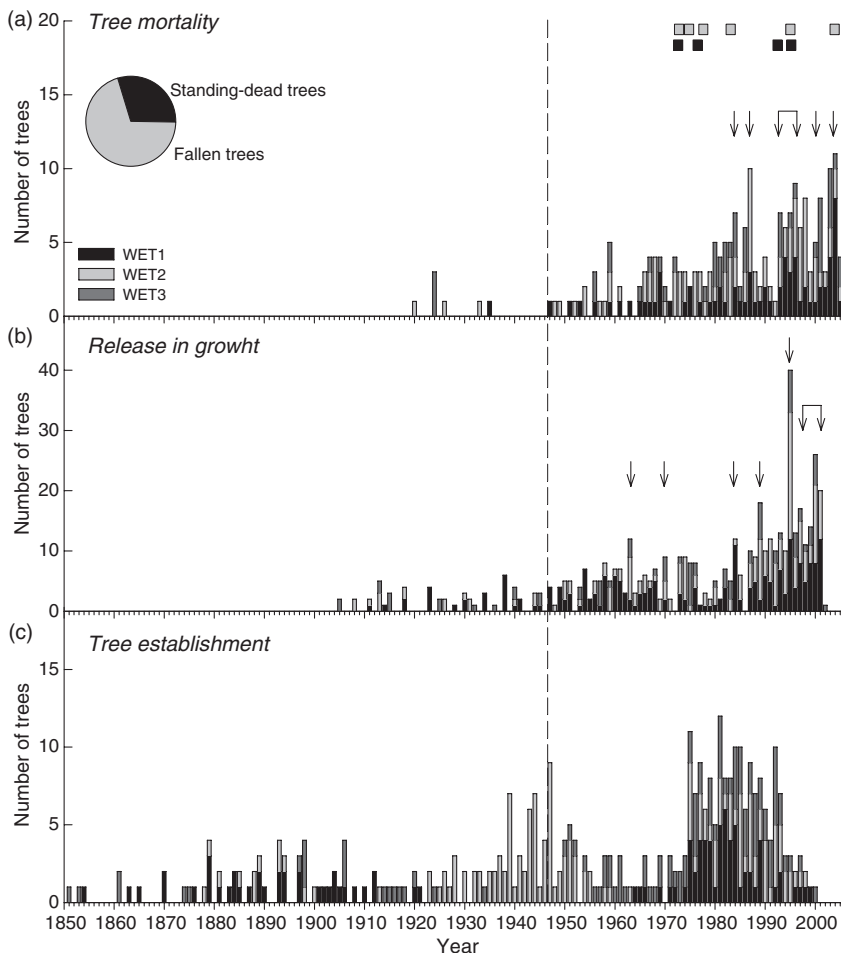 (a) Tree mortality
20
15
10
5
0
Number of trees
Standing-dead trees
Fallen trees
WET1
WET2
WET3
(b) Release in growht
40
30
20
10
0
Number of trees
(c) Tree establishment
15
10
5
0
Number of trees
1850 1860 1870 1880 1890 1900 1910 1920 1930 1940 1950 1960 1970 1980 1990 2000
Year